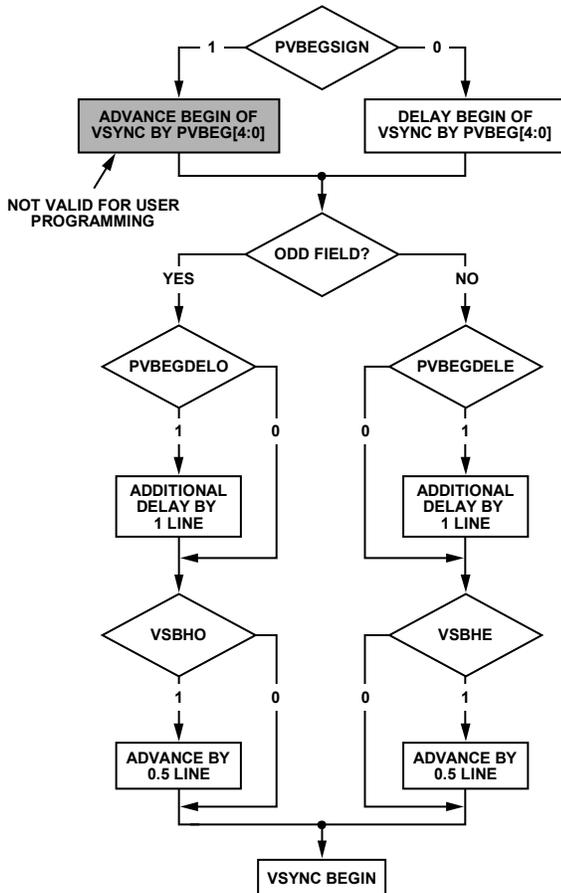 PVBEGSIGN
1
0
ADVANCE BEGIN OF
VSYNC BY PVBEG[4:0]
DELAY BEGIN OF
VSYNC BY PVBEG[4:0]
NOT VALID FOR USER
PROGRAMMING
ODD FIELD?
YES
NO
PVBEGDELO
PVBEGDELE
1
0
0
1
ADDITIONAL
DELAY BY
1 LINE
ADDITIONAL
DELAY BY
1 LINE
VSBHO
VSBHE
1
0
0
1
ADVANCE BY
0.5 LINE
ADVANCE BY
0.5 LINE
VSYNC BEGIN